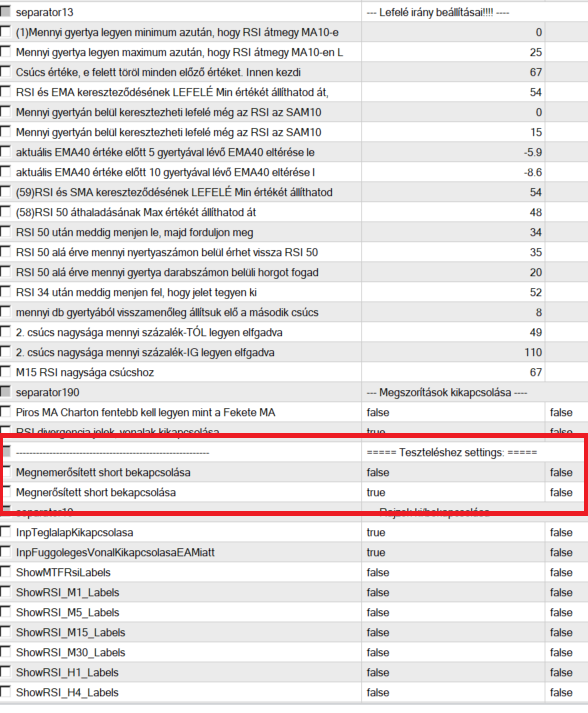 separator13 --- Lefelé irány beállításai!!!! ----
(1)Mennyi gyertya legyen minimum azután, hogy RSI átmegy MA10-e 0
Mennyi gyertya legyen maximum azután, hogy RSI átmegy MA10-en L 25
Csúcs értéke, e felett töröl minden előző értéket. Innen kezdi 67
RSI és EMA kereszteződésének LEFELÉ Min értékét állíthatod át, 54
Mennyi gyertyán belül keresztezheti lefelé még az RSI az SAM10 0
Mennyi gyertyán belül keresztezheti lefelé még az RSI az SAM10 15
aktuális EMA40 értéke előtt 5 gyertyával lévő EMA40 eltérése le -5.9
aktuális EMA40 értéke előtt 10 gyertyával lévő EMA40 eltérése l -8.6
(59)RSI és SMA kereszteződésének LEFELÉ Min értékét állíthatod 54
(58)RSI 50 áthaladásának Max értékét állíthatod át 48
RSI 50 után meddig menjen le, majd forduljon meg 34
RSI 50 alá érve mennyi nyertyaszámon belül érhet vissza RSI 50 35
RSI 50 alá érve mennyi gyertya darabszámon belüli horgot fogad 20
RSI 34 után meddig menjen fel, hogy jelet tegyen ki 52
mennyi db gyertyából visszamenőleg állítsuk elő a második csúcs 8
2. csúcs nagysága mennyi százalék-TÓL legyen elfgadva 49
2. csúcs nagysága mennyi százalék-IG legyen elfgadva 110
M15 RSI nagysága csúcshoz 67
separator190 --- Megszorítások kikapcsolása ----
Piros MA Charton fentebb kell legyen mint a Fekete MA false false
RSI divergencia jelek, vonalak kikapcsolása true false
----------------------------------------------------------- ===== Teszteléshez settings: =====
Megnemerősített short bekapcsolása false false
Megnerősített short bekapcsolása true false
separator10 --- Rajzok ki/bekapcsolása
InpTeglalapKikapcsolasa true false
InpFuggolegesVonalKikapcsolasaEAMiatt true false
ShowMTFRsiLabels false false
ShowRSI_M1_Labels false false
ShowRSI_M5_Labels false false
ShowRSI_M15_Labels false false
ShowRSI_M30_Labels false false
ShowRSI_H1_Labels false false
ShowRSI_H4_Labels false false